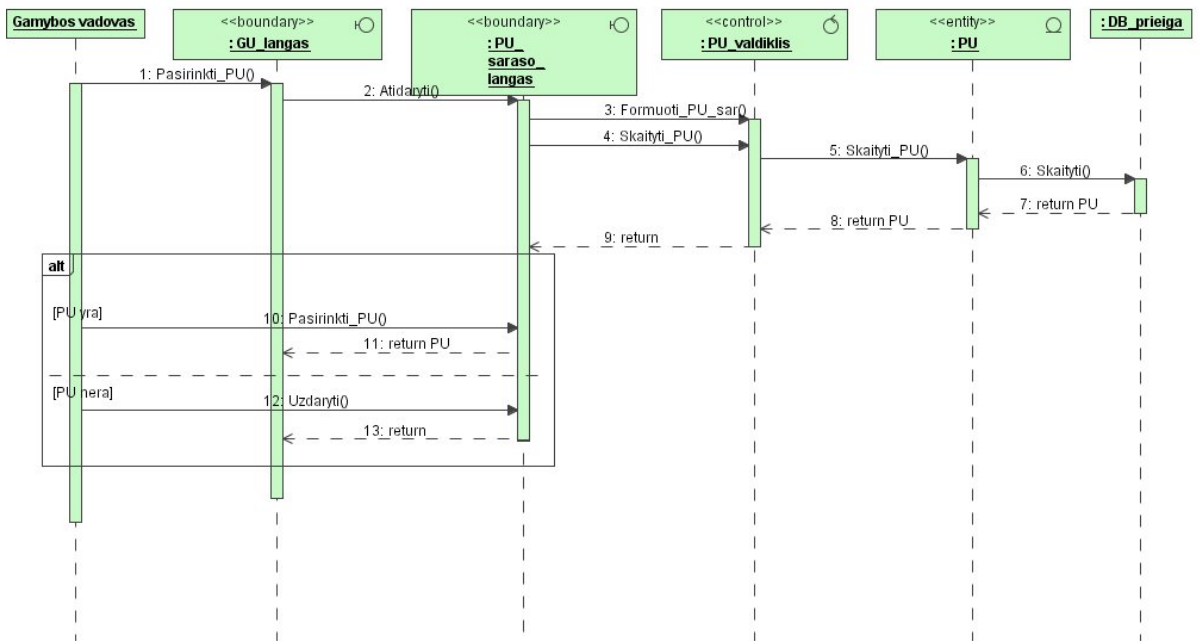 Gamybos vadovas
<<boundary>>
: GU_langas
<<boundary>>
: PU_
saraso_
langas
<<control>>
: PU_valdiklis
<<entity>>
: PU
: DB_prieiga
1: Pasirinkti_PU()
2: Atidaryti()
3: Formuoti_PU_sar()
4: Skaityti_PU()
5: Skaityti_PU()
6: Skaityti()
7: return PU
8: return PU
9: return
alt
[PU yra]
10: Pasirinkti_PU()
11: return PU
[PU nera]
12: Uzdaryti()
13: return